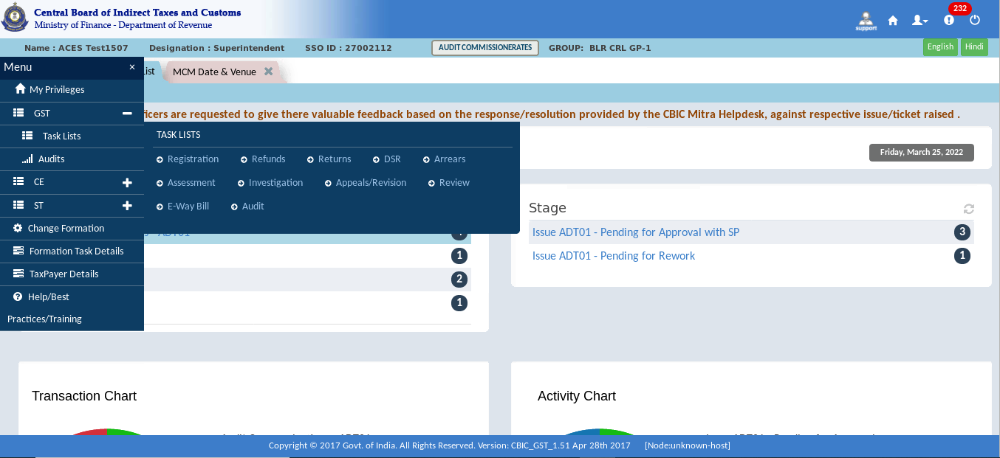 Central Board of Indirect Taxes and Customs
Ministry of Finance - Department of Revenue
232
support
Name : ACES Test1507 Designation : Superintendent SSO ID : 27002112 AUDIT COMMISSIONERATES GROUP: BLR CRL GP-1 English Hindi
Menu ×
MCM Date & Venue
My Privileges
GST
are requested to give there valuable feedback based on the response/resolution provided by the CBIC Mitra Helpdesk, against respective issue/ticket raised .
Task Lists
TASK LISTS
Audits
Registration Refunds Returns DSR Arrears
Friday, March 25, 2022
CE
Assessment Investigation Appeals/Revision Review
ST
E-Way Bill Audit
Stage
Change Formation
ADT01
Issue ADT01 - Pending for Approval with SP 3
Formation Task Details
1
Issue ADT01 - Pending for Rework 1
TaxPayer Details
2
Help/Best
Practices/Training
1
Transaction Chart
Activity Chart
Copyright © 2017 Govt. of India. All Rights Reserved. Version: CBIC_GST_1.51 Apr 28th 2017 [Node:unknown-host]